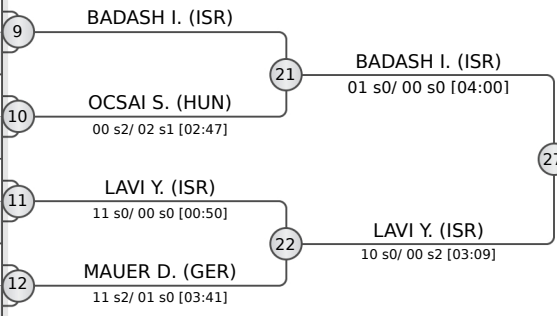 9
BADASH I. (ISR)
21
BADASH I. (ISR)
01 s0/ 00 s0 [04:00]
10
OCSAI S. (HUN)
00 s2/ 02 s1 [02:47]
27
11
LAVI Y. (ISR)
11 s0/ 00 s0 [00:50]
22
LAVI Y. (ISR)
10 s0/ 00 s2 [03:09]
12
MAUER D. (GER)
11 s2/ 01 s0 [03:41]